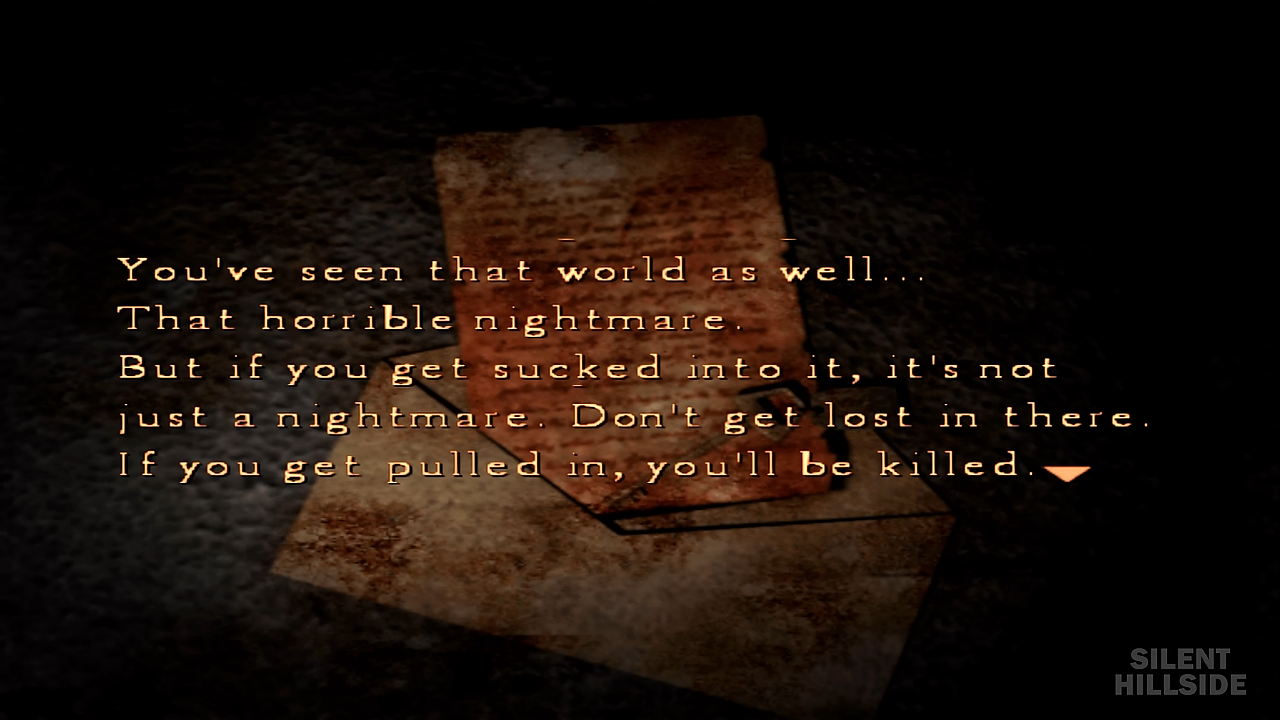 You've seen that world as well...
That horrible nightmare.
But if you get sucked into it, it's not
just a nightmare. Don't get lost in there.
If you get pulled in, you'll be killed.
SILENT
HILLSIDE